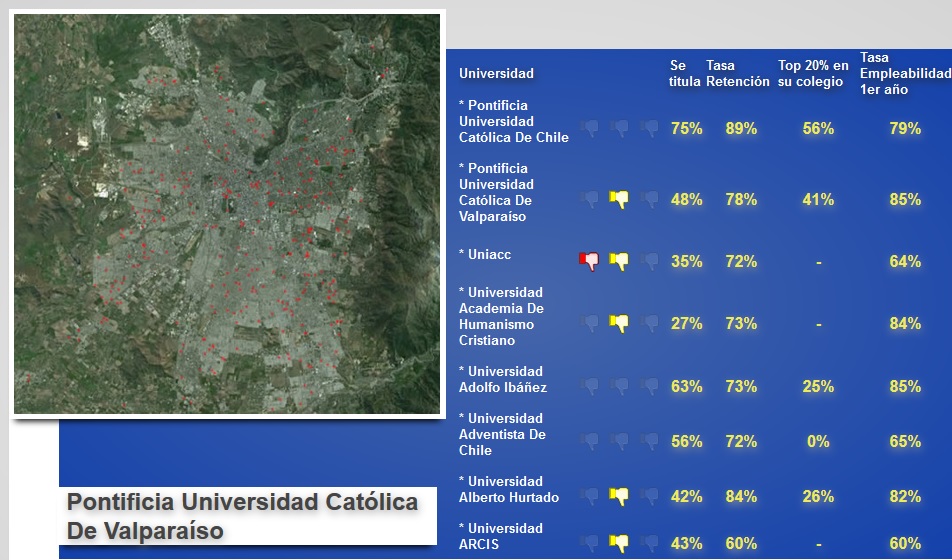 Universidad
Se titula
Tasa Retención
Top 20% en su colegio
Tasa Empleabilidad 1er año
* Pontificia
Universidad
Católica De Chile
75% 89% 56% 79%
* Pontificia
Universidad
Católica De
Valparaíso
48% 78% 41% 85%
* Uniacc
35% 72% - 64%
* Universidad
Academia De
Humanismo
Cristiano
27% 73% - 84%
* Universidad
Adolfo Ibáñez
63% 73% 25% 85%
* Universidad
Adventista De
Chile
56% 72% 0% 65%
* Universidad
Alberto Hurtado
42% 84% 26% 82%
* Universidad
ARCIS
43% 60% - 60%
Pontificia Universidad Católica
De Valparaíso